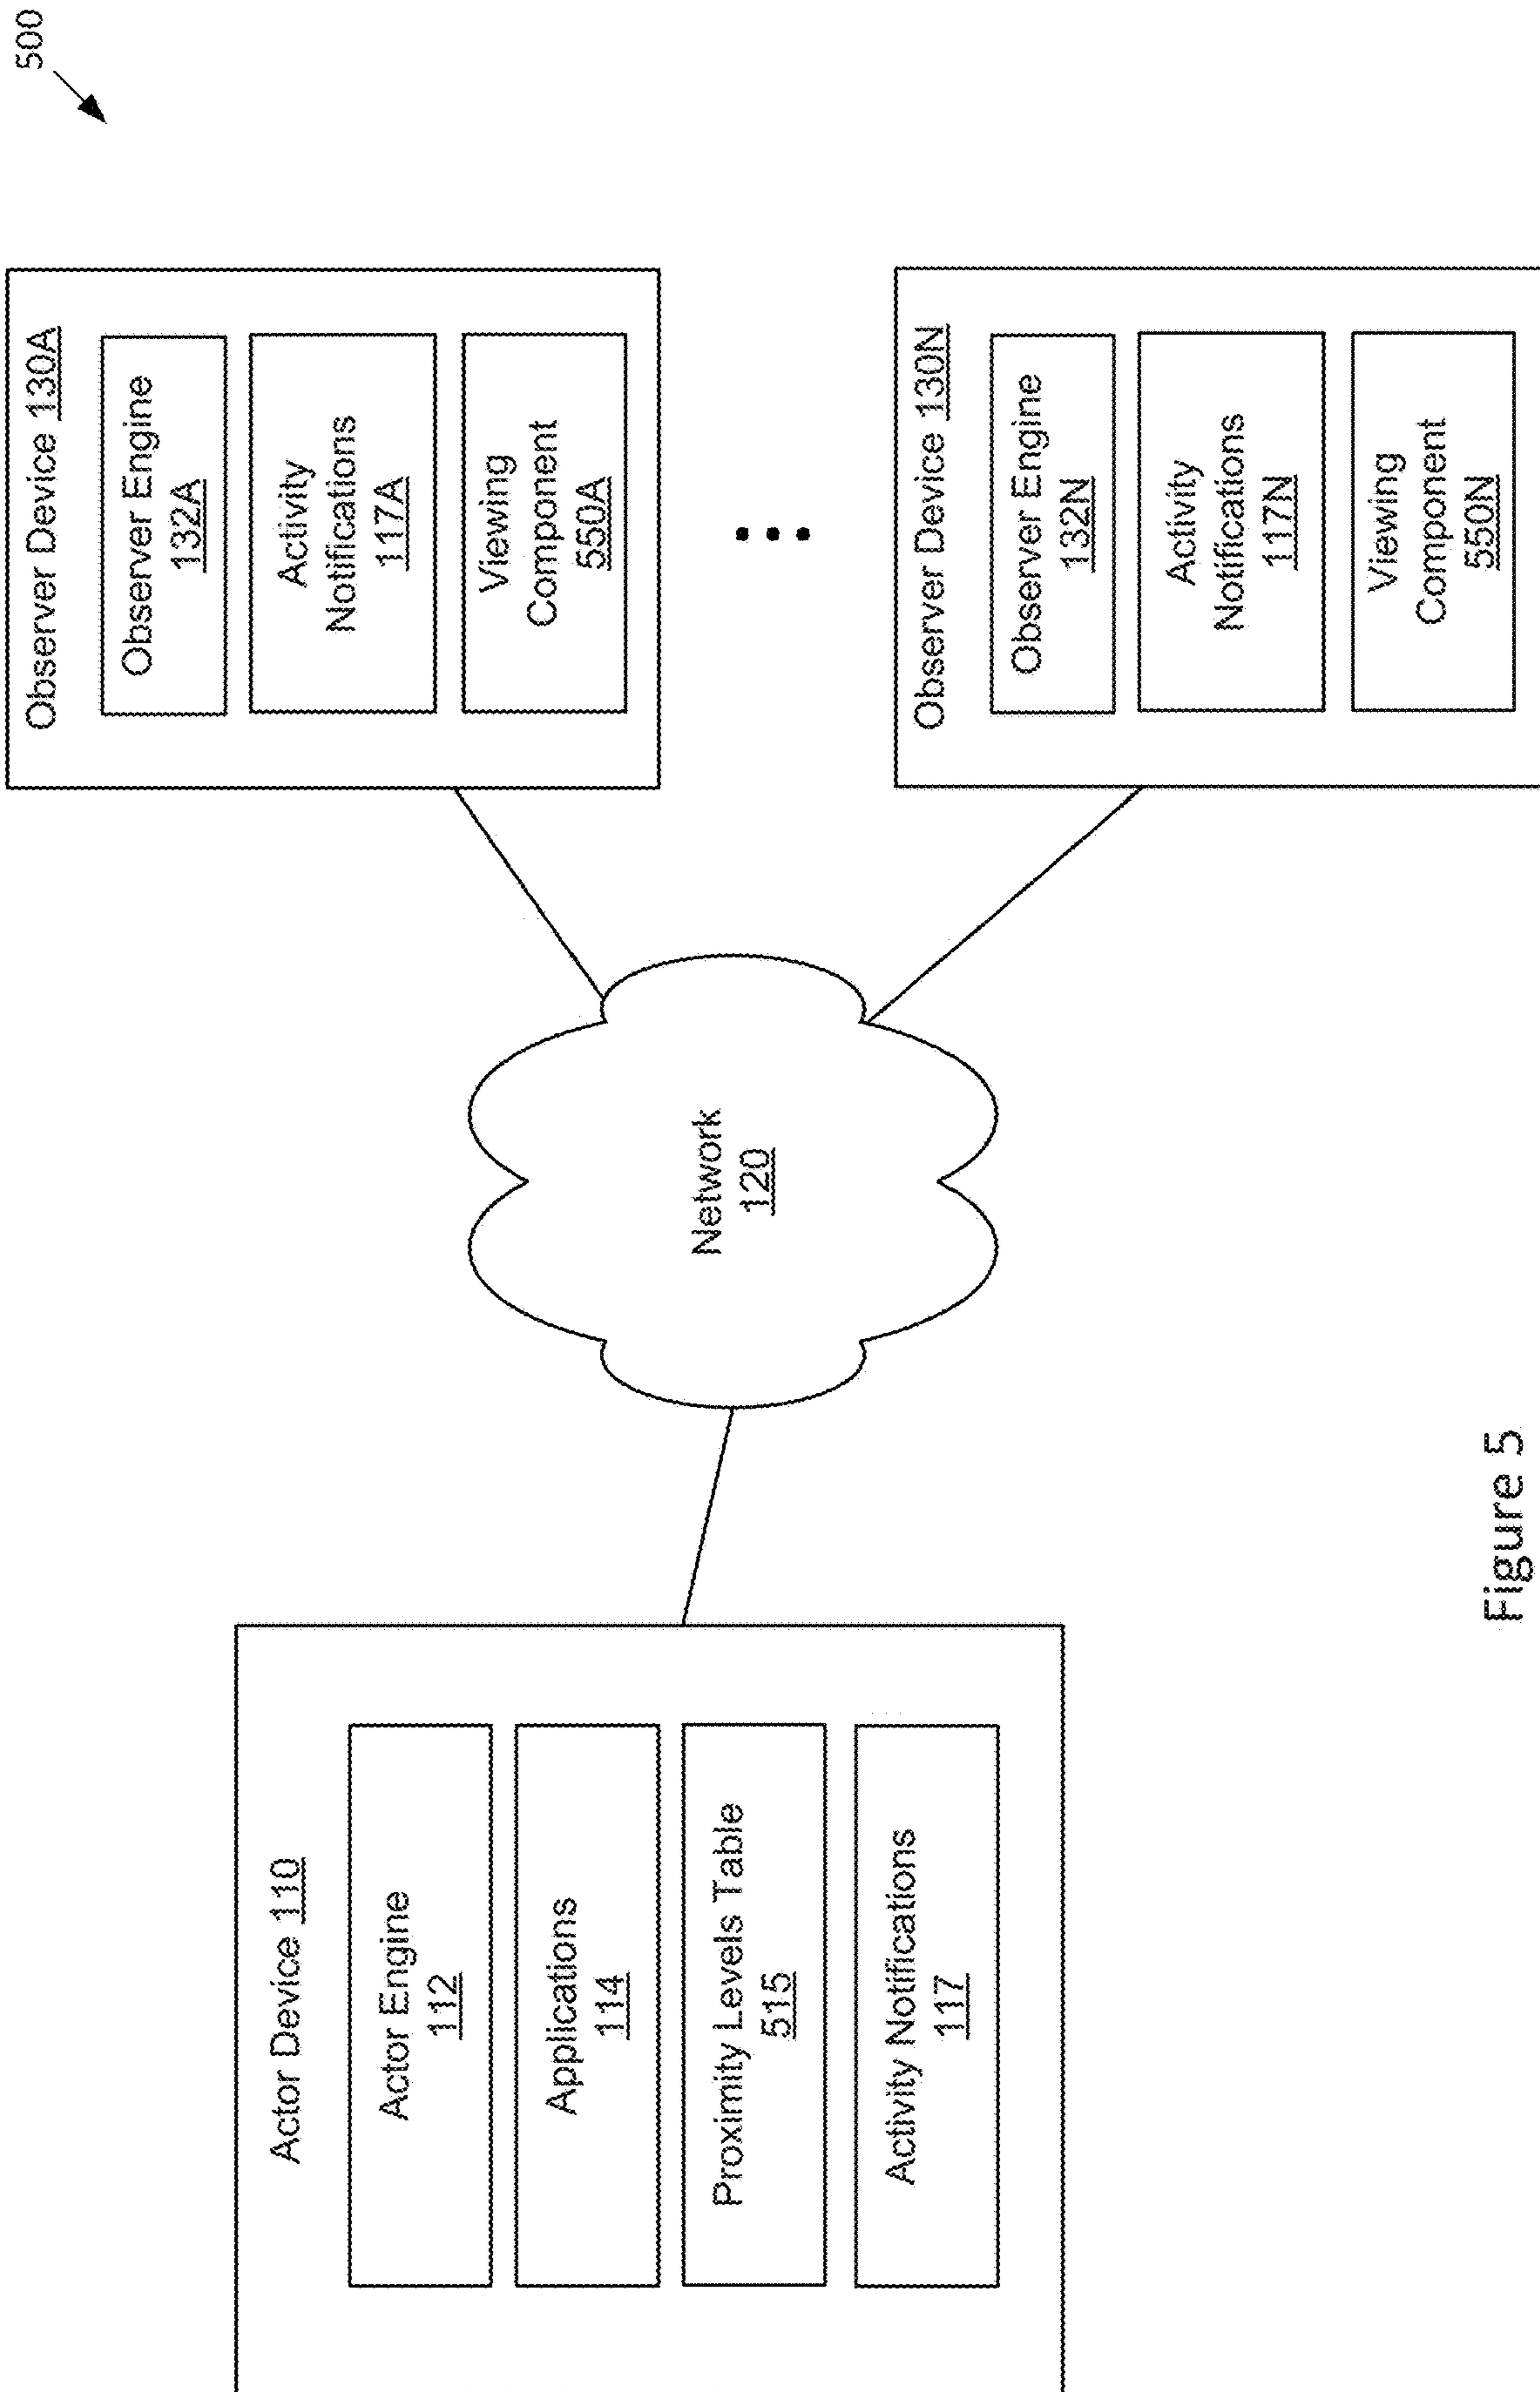 500
Actor Device 110
Actor Engine
112
Applications
114
Proximity Levels Table
515
Activity Notifications
117
Network
120
Observer Device 130A
Observer Engine
132A
Activity
Notifications
117A
Viewing
Component
550A
Observer Device 130N
Observer Engine
132N
Activity
Notifications
117N
Viewing
Component
550N
Figure 5